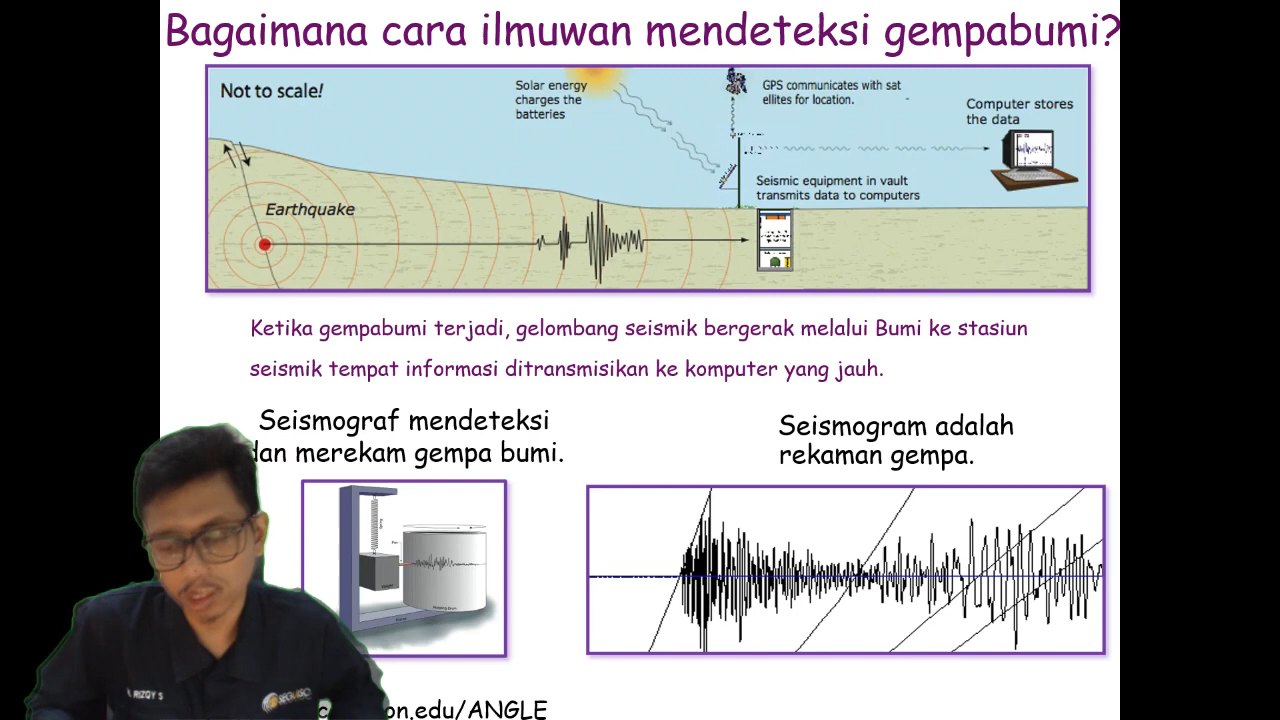 Bagaimana cara ilmuwan mendeteksi gempabumi?
Not to scale!
Solar energy
charges the
batteries
GPS communicates with sat
ellites for location.
Computer stores
the data
Seismic equipment in vault
transmits data to computers
Earthquake
Ketika gempabumi terjadi, gelombang seismik bergerak melalui Bumi ke stasiun
seismik tempat informasi ditransmisikan ke komputer yang jauh.
Seismograf mendeteksi
dan merekam gempa bumi.
Seismogram adalah
rekaman gempa.
RIZQY S
on.edu/ANGLE